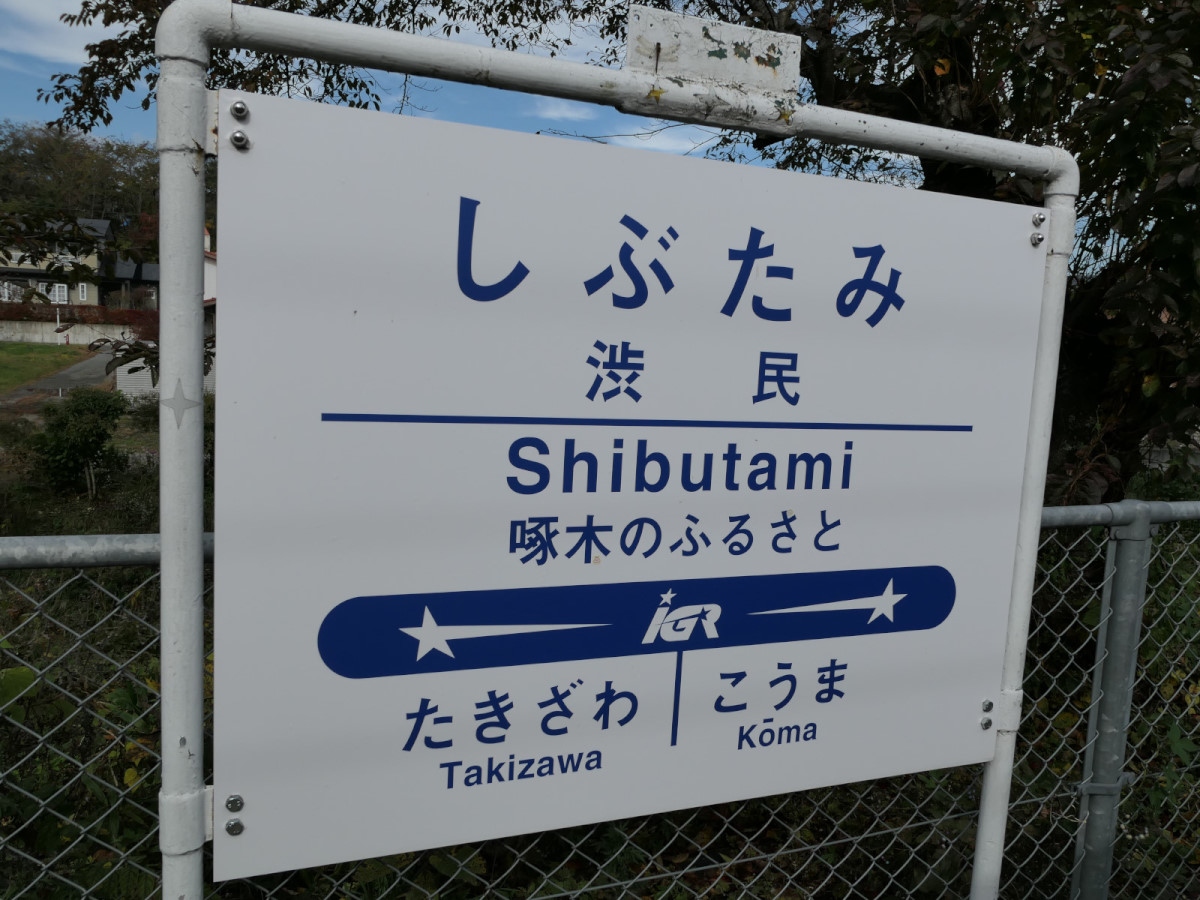 しぶたみ
渋民
Shibutami
啄木のふるさと
IGR
たきざわ こうま
Takizawa Kōma